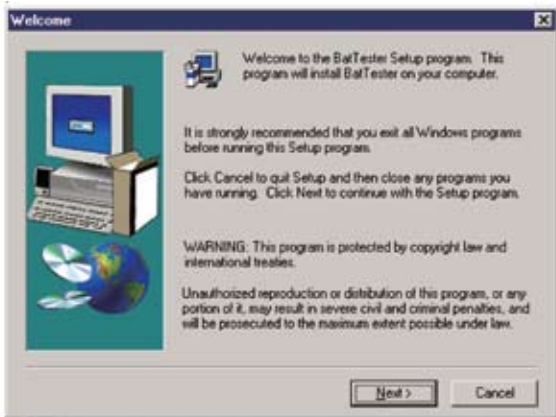 Welcome
Welcome to the BatTester Setup program. This
program will install BatTester on your computer.
It is strongly recommended that you exit all Windows programs
before running this Setup program.
Click Cancel to quit Setup and then close any programs you
have running. Click Next to continue with the Setup program.
WARNING: This program is protected by copyright law and
international treaties.
Unauthorized reproduction or distribution of this program, or any
portion of it, may result in severe civil and criminal penalties, and
will be prosecuted to the maximum extent possible under law.
Next >
Cancel